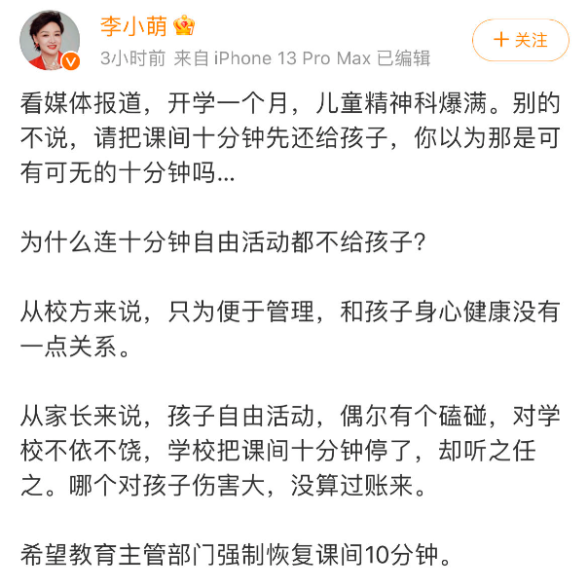 李小萌
3小时前 来自 iPhone 13 Pro Max 已编辑
+ 关注
看媒体报道，开学一个月，儿童精神科爆满。别的
不说，请把课间十分钟先还给孩子，你以为那是可
有可无的十分钟吗...
为什么连十分钟自由活动都不给孩子？
从校方来说，只为便于管理，和孩子身心健康没有
一点关系。
从家长来说，孩子自由活动，偶尔有个磕碰，对学
校不依不饶，学校把课间十分钟停了，却听之任
之。哪个对孩子伤害大，没算过账来。
希望教育主管部门强制恢复课间10分钟。